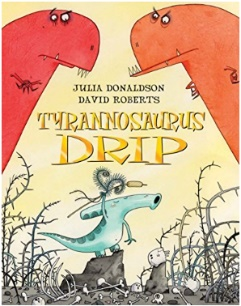 JULIA DONALDSON
DAVID ROBERTS
TYRANNOSAURUS
DRIP